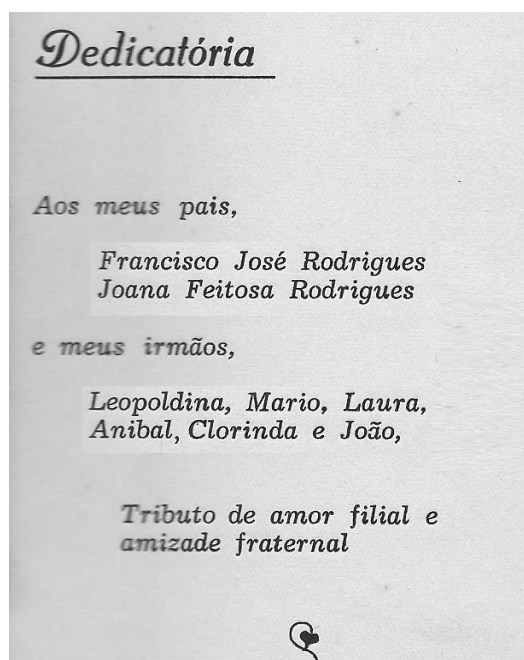 Dedicatória
Aos meus pais,
Francisco José Rodrigues
Joana Feitosa Rodrigues
e meus irmãos,
Leopoldina, Mario, Laura,
Anibal, Clorinda e João,
Tributo de amor filial e
amizade fraternal